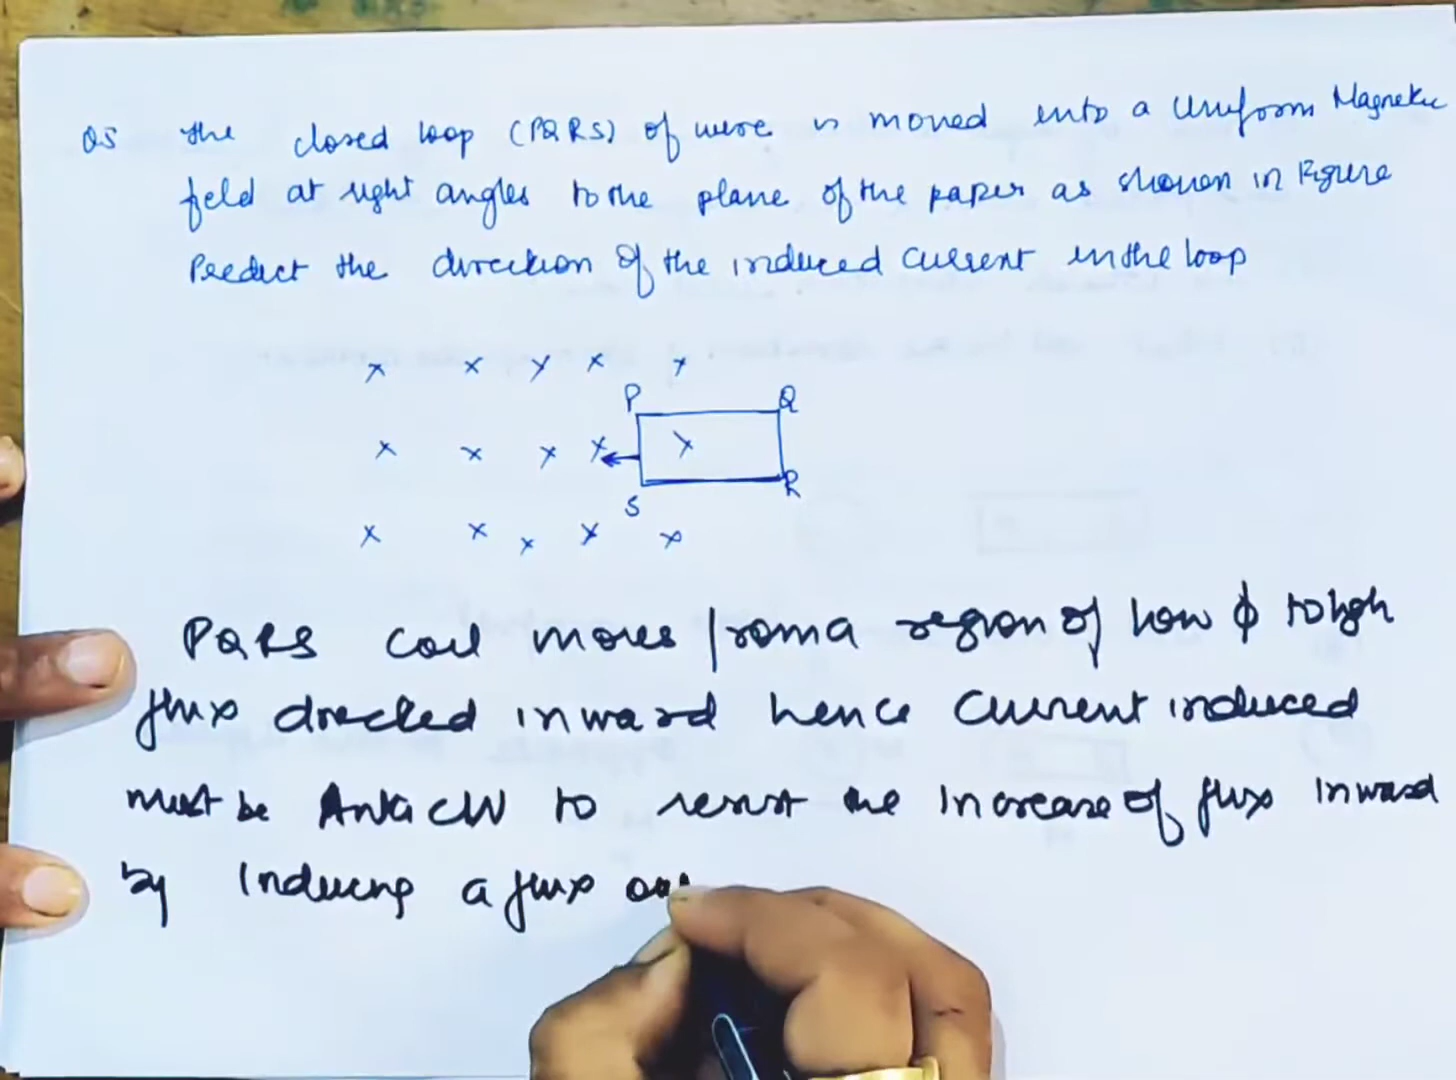 Q5 The closed loop (PQRS) of wire is moved into a Uniform Magnetic
field at right angles to the plane of the paper as shown in Figure
Predict the direction of the induced current in the loop
x x x x x
P Q
x x x x x
S R
x x x x x
PQRS coil moves from a region of low ϕ to high
flux directed inward hence current induced
must be Anti CW to resist the increase of flux inward
by inducing a flux